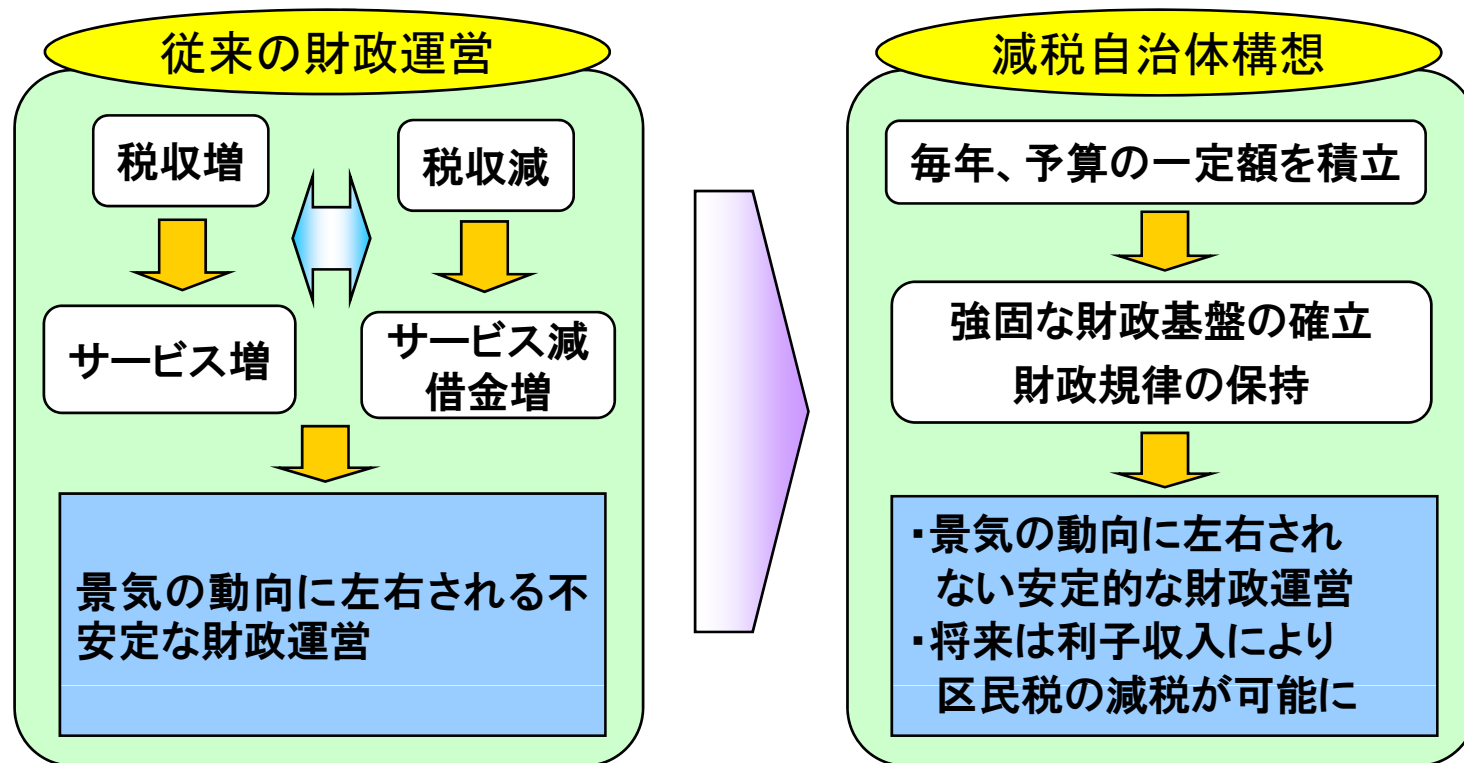 従来の財政運営
税収増
税収減
サービス増
サービス減
借金増
景気の動向に左右される不
安定な財政運営
減税自治体構想
毎年、予算の一定額を積立
強固な財政基盤の確立
財政規律の保持
・景気の動向に左右され
ない安定的な財政運営
・将来は利子収入により
区民税の減税が可能に